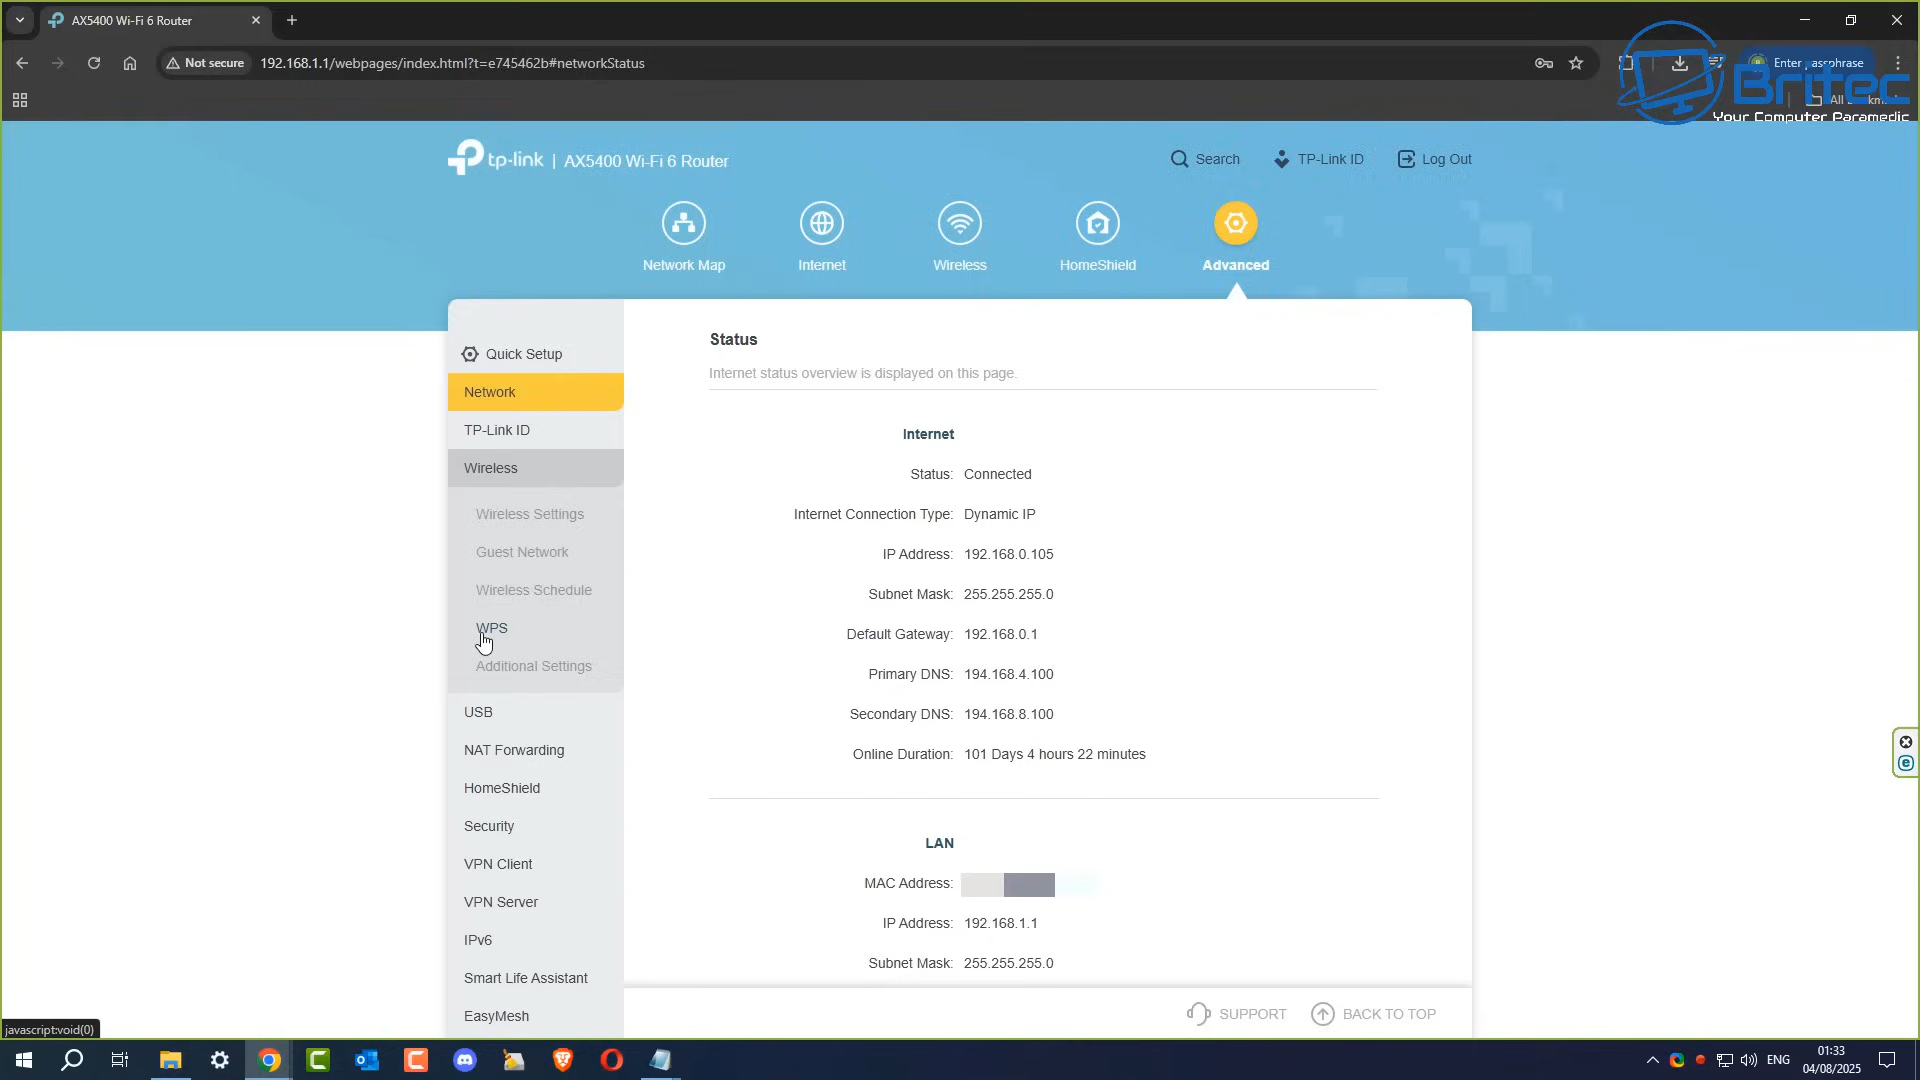 AX5400 Wi-Fi 6 Router
Not secure
192.168.1.1/webpages/index.html?t=e745462b#networkStatus
Enter passphrase
Britec
Your Computer Paramedic
tp-link | AX5400 Wi-Fi 6 Router
Search
TP-Link ID
Log Out
Network Map
Internet
Wireless
HomeShield
Advanced
Quick Setup
Network
TP-Link ID
Wireless
Wireless Settings
Guest Network
Wireless Schedule
WPS
Additional Settings
USB
NAT Forwarding
HomeShield
Security
VPN Client
VPN Server
IPv6
Smart Life Assistant
EasyMesh
Status
Internet status overview is displayed on this page.
Internet
Status: Connected
Internet Connection Type: Dynamic IP
IP Address: 192.168.0.105
Subnet Mask: 255.255.255.0
Default Gateway: 192.168.0.1
Primary DNS: 194.168.4.100
Secondary DNS: 194.168.8.100
Online Duration: 101 Days 4 hours 22 minutes
LAN
MAC Address:
IP Address: 192.168.1.1
Subnet Mask: 255.255.255.0
SUPPORT
BACK TO TOP
javascript:void(0)
ENG
01:33
04/08/2025